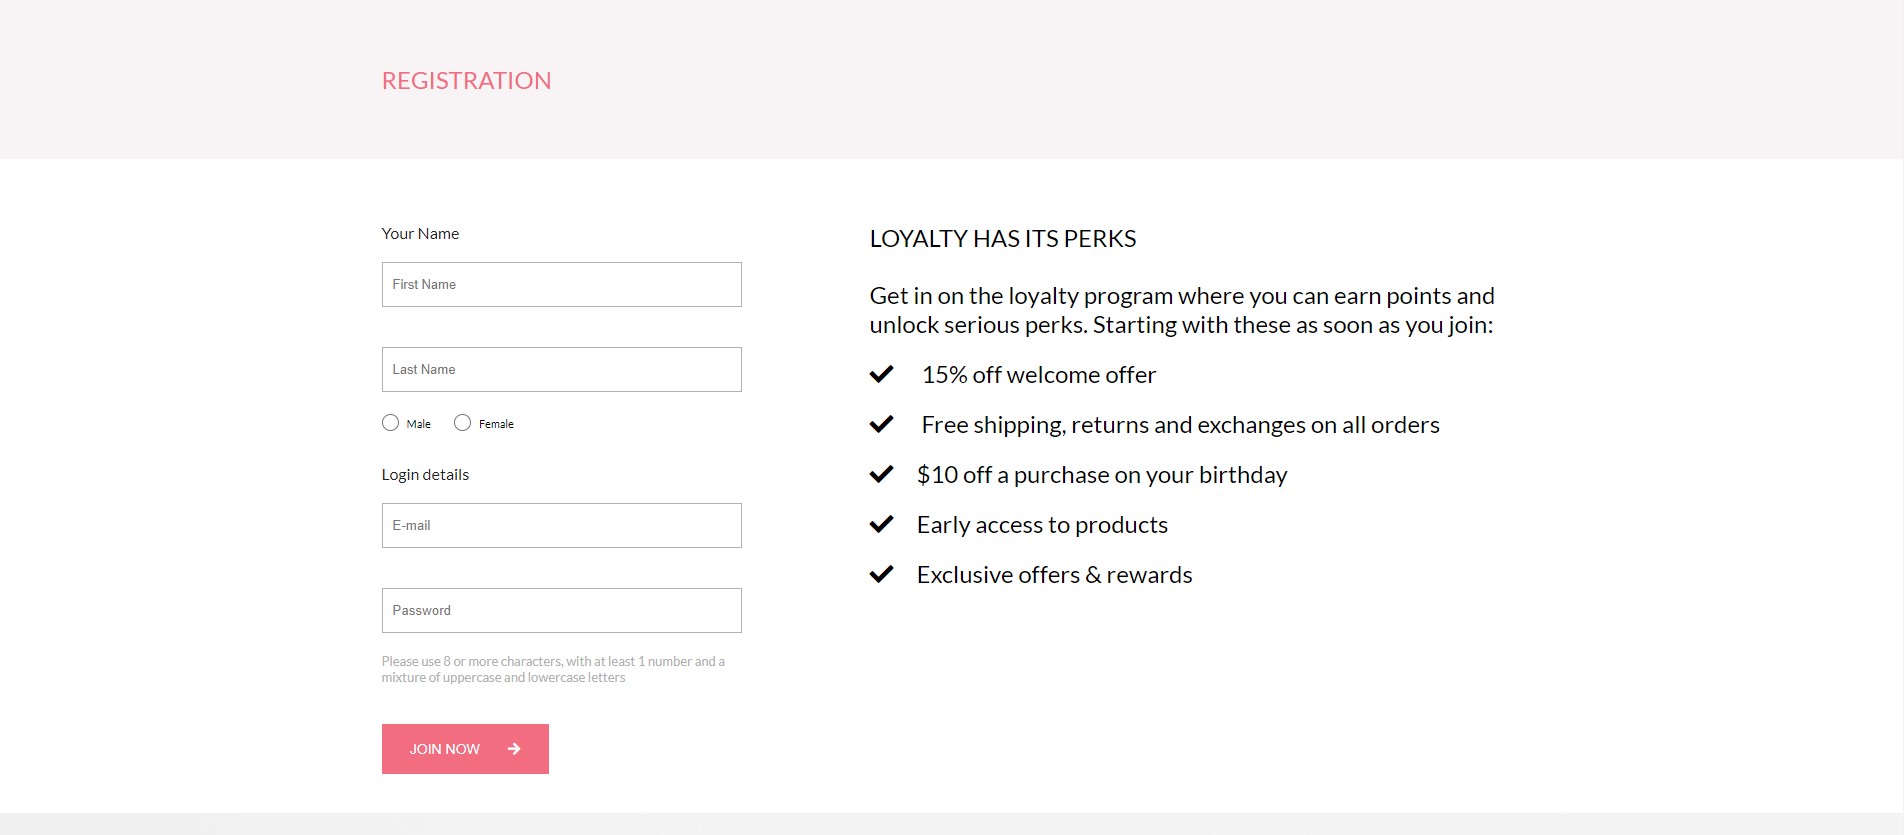 REGISTRATION
Your Name
First Name
Last Name
Male Female
Login details
E-mail
Password
Please use 8 or more characters, with at least 1 number and a
mixture of uppercase and lowercase letters
JOIN NOW
LOYALTY HAS ITS PERKS
Get in on the loyalty program where you can earn points and
unlock serious perks. Starting with these as soon as you join:
15% off welcome offer
Free shipping, returns and exchanges on all orders
$10 off a purchase on your birthday
Early access to products
Exclusive offers & rewards